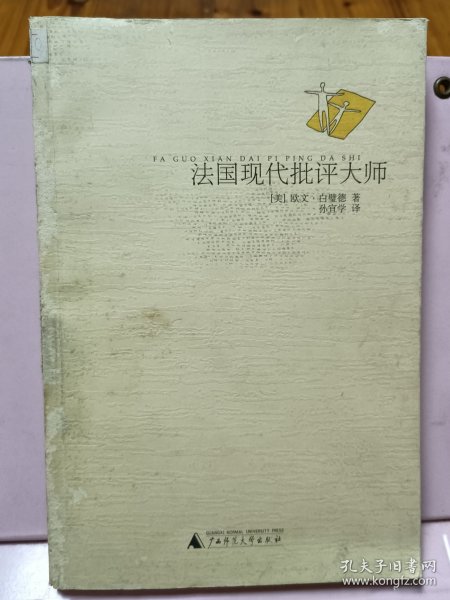 FA GUO XIAN DAI PI PING DA SHI
法国现代批评大师
[美] 欧文·白璧德 著
孙宜学 译
GUANGXI NORMAL UNIVERSITY PRESS
广西师范大学出版社
孔夫子旧书网
www.kongfz.com